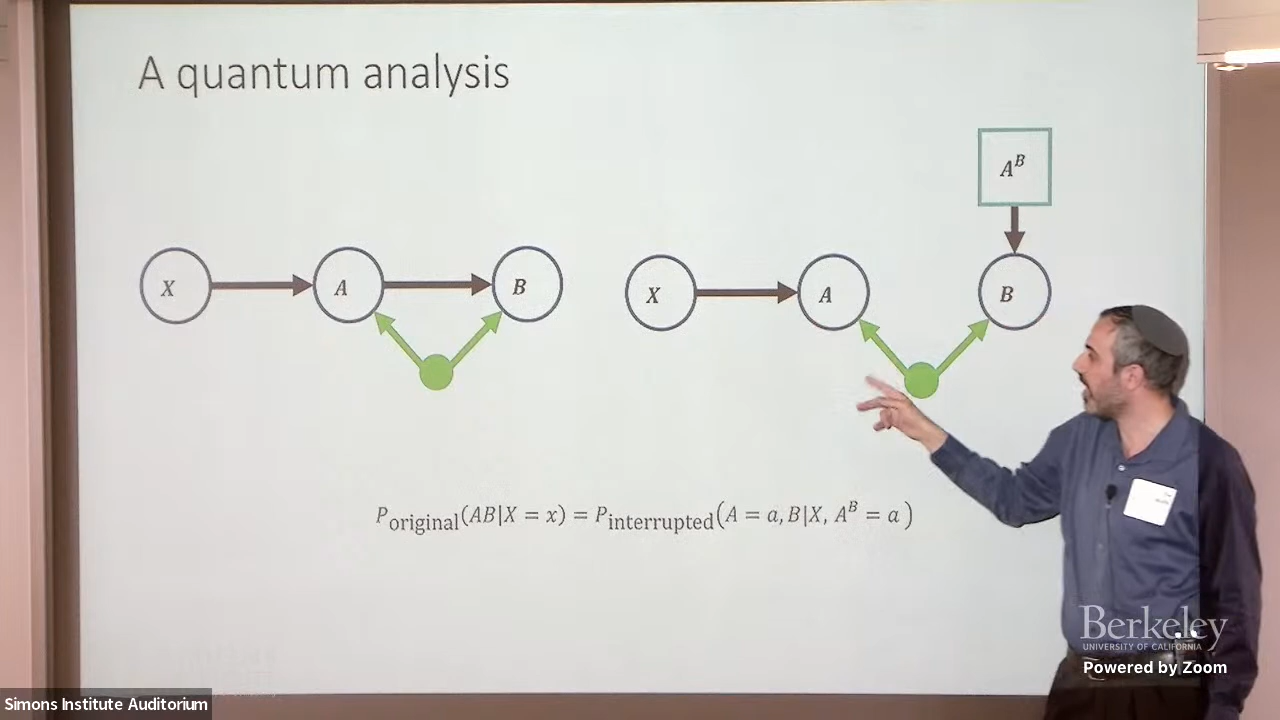 A quantum analysis
A^B
X
A
B
X
A
B
P_original(AB|X = x) = P_interrupted(A = a, B|X, A^B = a )
Berkeley
UNIVERSITY OF CALIFORNIA
Powered by Zoom
Simons Institute Auditorium